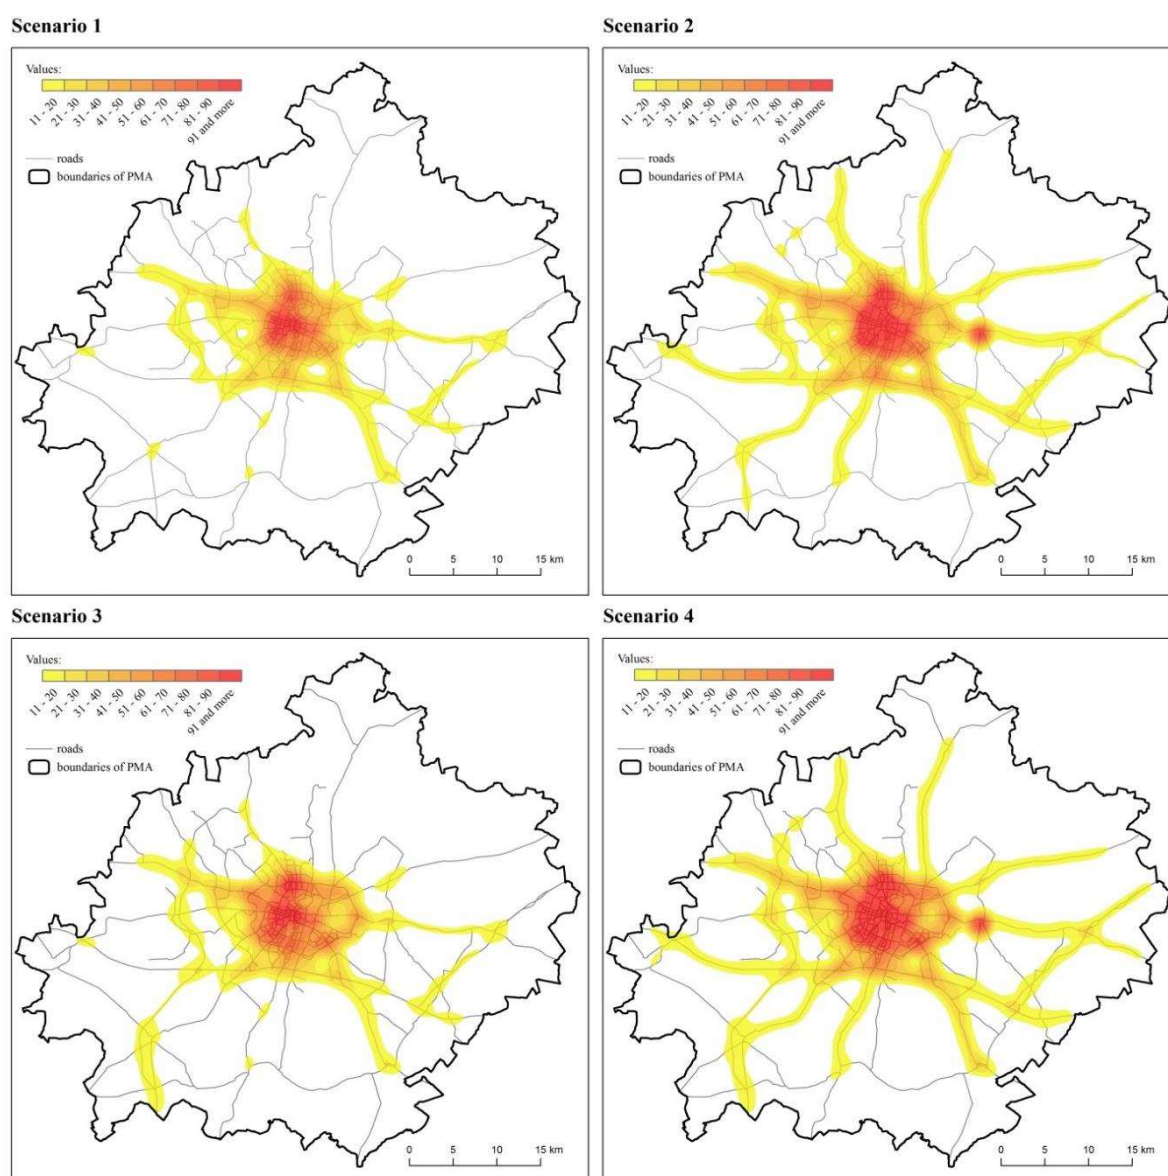 Scenario 1
Values:
11 - 20
21 - 30
31 - 40
41 - 50
51 - 60
61 - 70
71 - 80
81 - 90
91 and more
roads
boundaries of PMA
0 5 10 15 km
Scenario 2
Values:
11 - 20
21 - 30
31 - 40
41 - 50
51 - 60
61 - 70
71 - 80
81 - 90
91 and more
roads
boundaries of PMA
0 5 10 15 km
Scenario 3
Values:
11 - 20
21 - 30
31 - 40
41 - 50
51 - 60
61 - 70
71 - 80
81 - 90
91 and more
roads
boundaries of PMA
0 5 10 15 km
Scenario 4
Values:
11 - 20
21 - 30
31 - 40
41 - 50
51 - 60
61 - 70
71 - 80
81 - 90
91 and more
roads
boundaries of PMA
0 5 10 15 km